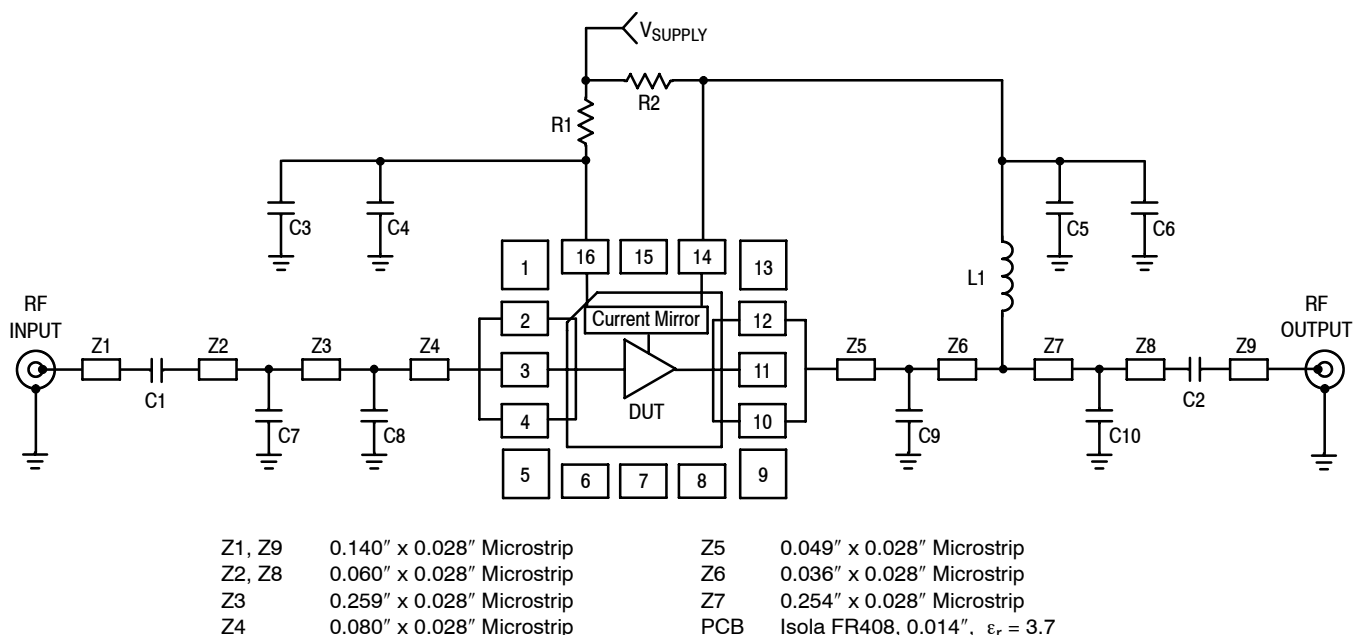 V_SUPPLY
R2
R1
C3
C4
C5
C6
1
16
15
14
13
L1
RF
INPUT
RF
OUTPUT
Current Mirror
2
12
Z1
Z2
Z3
Z4
3
11
Z5
Z6
Z7
Z8
Z9
C1
DUT
C2
4
10
C7
C8
C9
C10
5
6
7
8
9
Z1, Z9 0.140″ x 0.028″ Microstrip
Z2, Z8 0.060″ x 0.028″ Microstrip
Z3 0.259″ x 0.028″ Microstrip
Z4 0.080″ x 0.028″ Microstrip
Z5 0.049″ x 0.028″ Microstrip
Z6 0.036″ x 0.028″ Microstrip
Z7 0.254″ x 0.028″ Microstrip
PCB Isola FR408, 0.014″, εr = 3.7